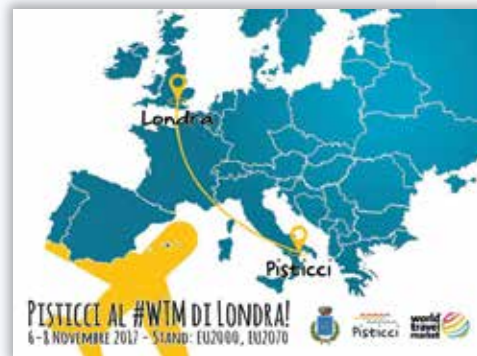 Londra
Pisticci
PISTICCI AL #WTM DI LONDRA!
6-8 NOVEMBRE 2017 - STAND: EU2000, EU2070
Pisticci
world
travel
market